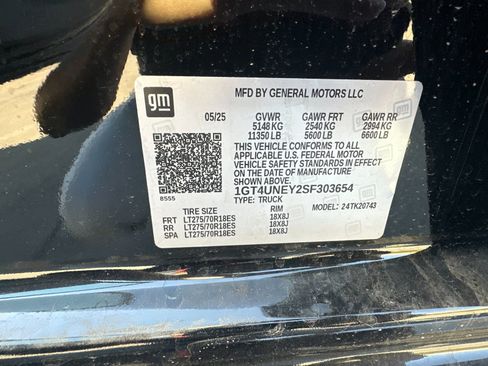 gm
MFD BY GENERAL MOTORS LLC
05/25 GVWR GAWR FRT GAWR RR
5148 KG 2540 KG 2994 KG
11350 LB 5600 LB 6600 LB
THIS VEHICLE CONFORMS TO ALL
APPLICABLE U.S. FEDERAL MOTOR
VEHICLE SAFETY STANDARDS IN EFFECT
ON THE DATE OF MANUFACTURE SHOWN ABOVE.
1GT4UNEY2SF303654
8555 TYPE: TRUCK MODEL: 24TK20743
TIRE SIZE RIM
FRT LT275/70R18ES 18X8J
RR LT275/70R18ES 18X8J
SPA LT275/70R18ES 18X8J